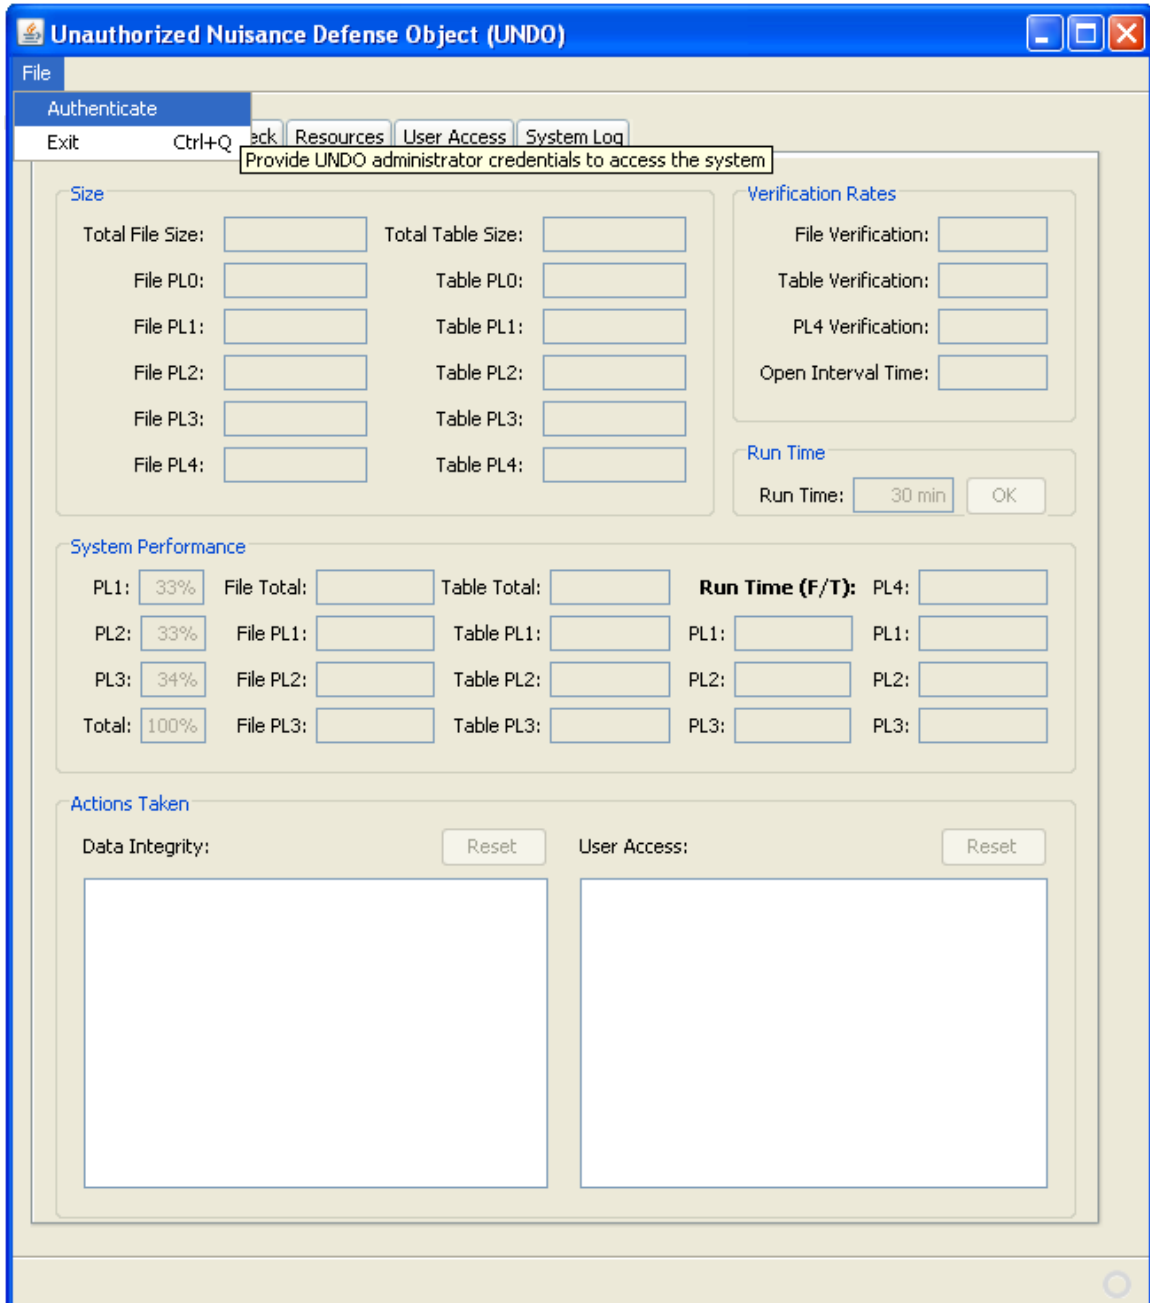 Unauthorized Nuisance Defense Object (UNDO)
File
Authenticate
Exit Ctrl+Q
Resources User Access System Log
Provide UNDO administrator credentials to access the system
Size Verification Rates
Total File Size: Total Table Size: File Verification:
File PL0: Table PL0: Table Verification:
File PL1: Table PL1: PL4 Verification:
File PL2: Table PL2: Open Interval Time:
File PL3: Table PL3:
Run Time
File PL4: Table PL4:
Run Time: 30 min OK
System Performance
PL1: 33% File Total: Table Total: Run Time (F/T): PL4:
PL2: 33% File PL1: Table PL1: PL1: PL1:
PL3: 34% File PL2: Table PL2: PL2: PL2:
Total: 100% File PL3: Table PL3: PL3: PL3:
Actions Taken
Data Integrity: Reset User Access: Reset